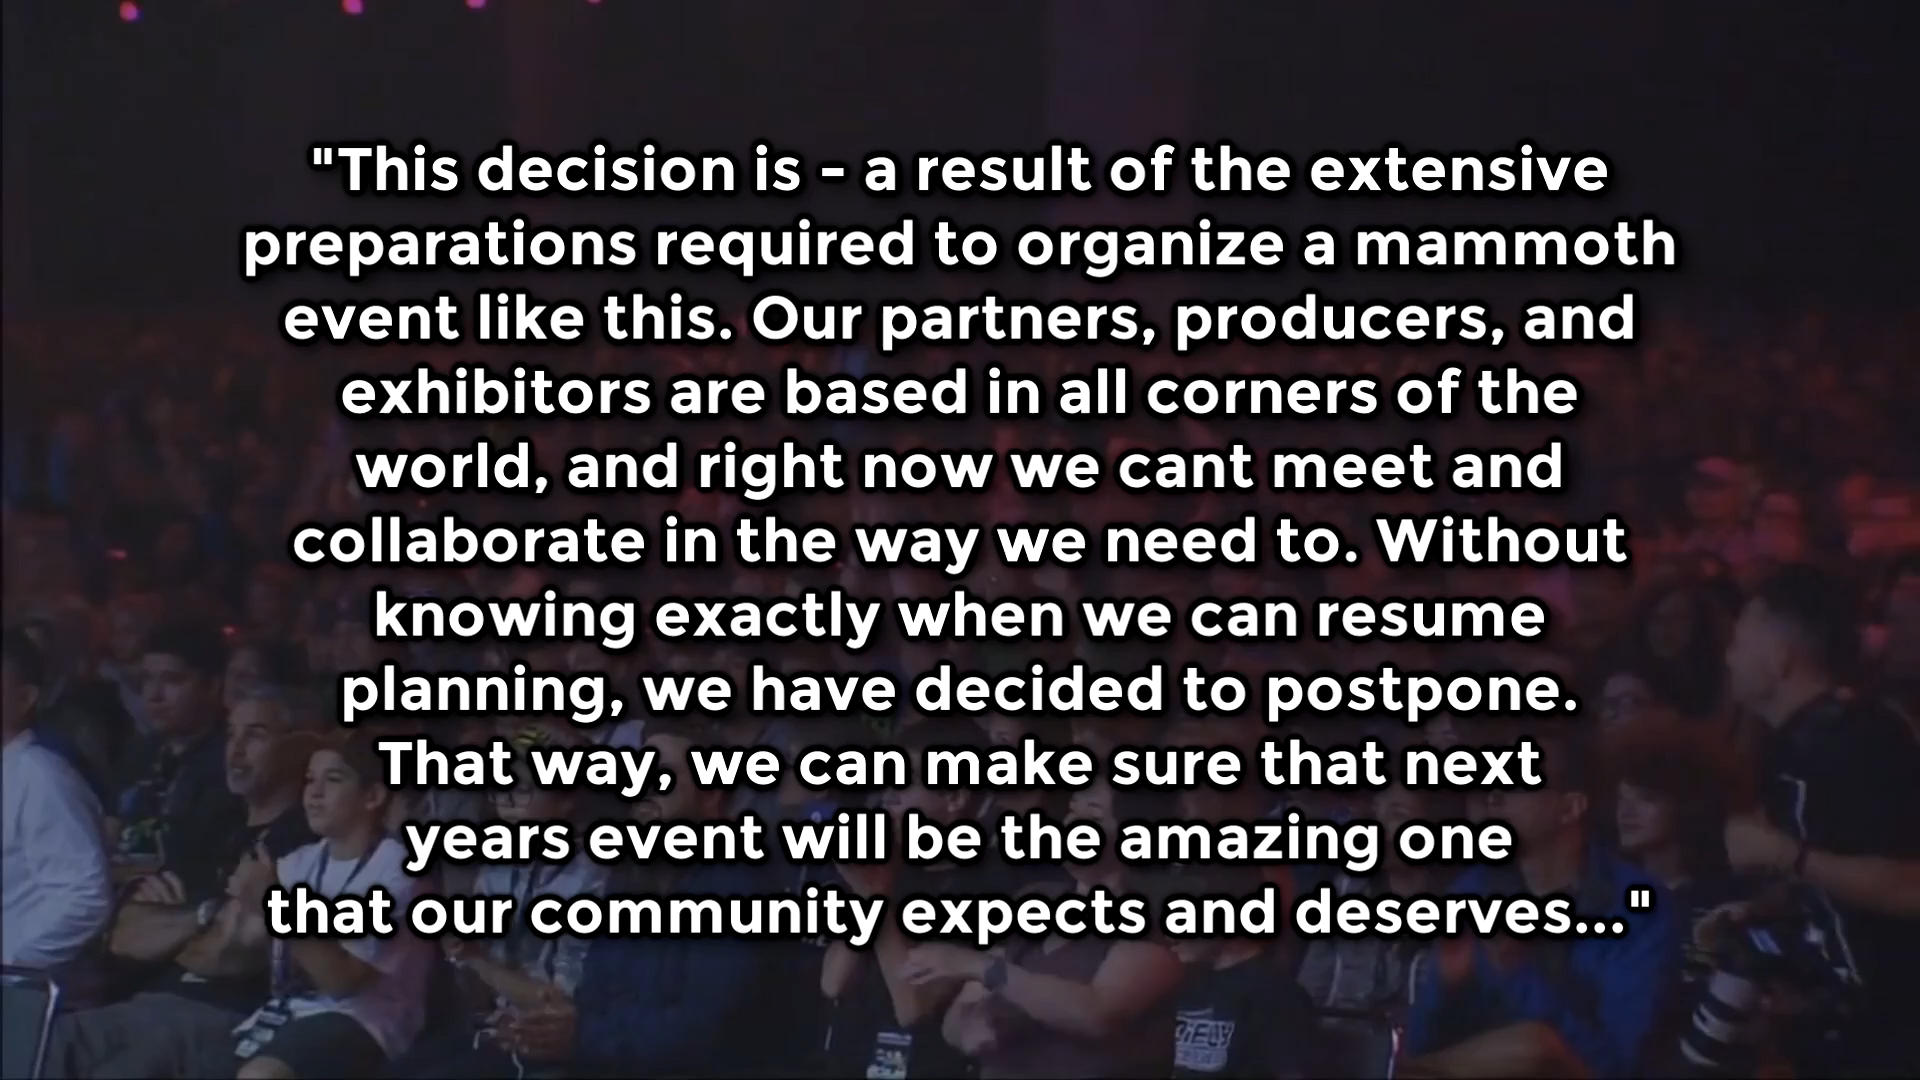 "This decision is - a result of the extensive
preparations required to organize a mammoth
event like this. Our partners, producers, and
exhibitors are based in all corners of the
world, and right now we cant meet and
collaborate in the way we need to. Without
knowing exactly when we can resume
planning, we have decided to postpone.
That way, we can make sure that next
years event will be the amazing one
that our community expects and deserves..."